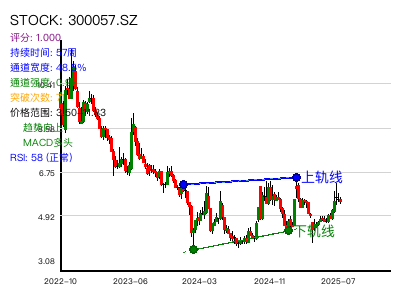 STOCK: 300057.SZ
评分: 1.000
持续时间: 57周
通道宽度: 48.
通道强度:
突破次数:
价格范围: 3.50-11.83
趋势向上
MACD多头
RSI: 58 (正常)
上轨线
下轨线
6.75
4.92
3.08
2022-10
2023-06
2024-03
2024-11
2025-07